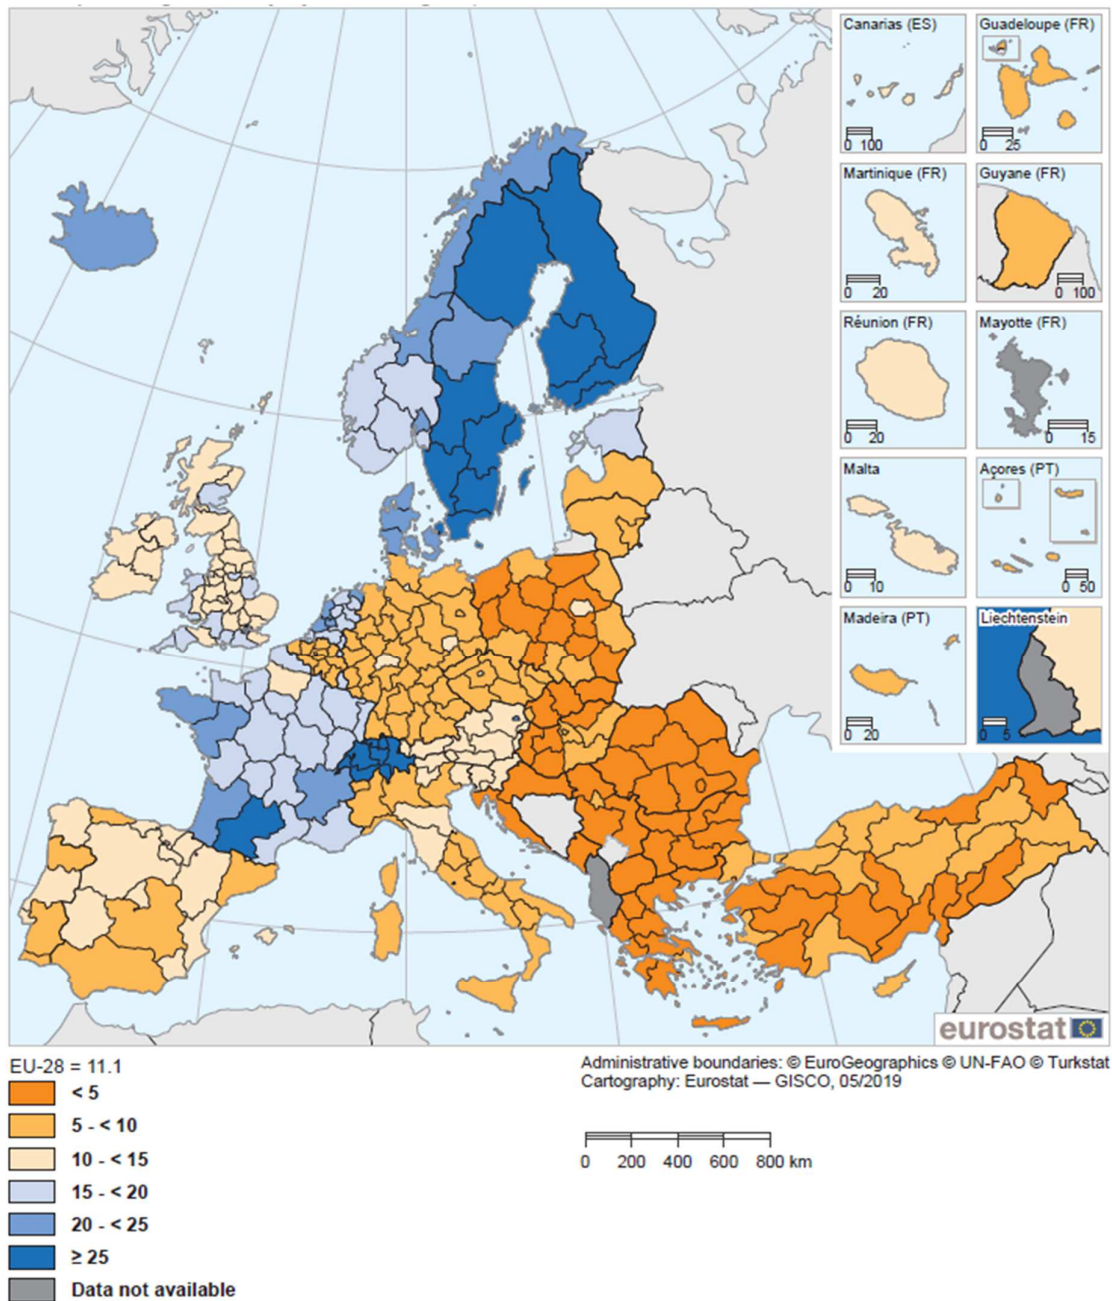 Canarias (ES)
0 100
Guadeloupe (FR)
0 25
Martinique (FR)
0 20
Guyane (FR)
0 100
Réunion (FR)
0 20
Mayotte (FR)
0 15
Malta
0 10
Açores (PT)
0 50
Madeira (PT)
0 20
Liechtenstein
0 5
eurostat
EU-28 = 11.1
< 5
5 - < 10
10 - < 15
15 - < 20
20 - < 25
≥ 25
Data not available
Administrative boundaries: © EuroGeographics © UN-FAO © Turkstat
Cartography: Eurostat — GISCO, 05/2019
0 200 400 600 800 km